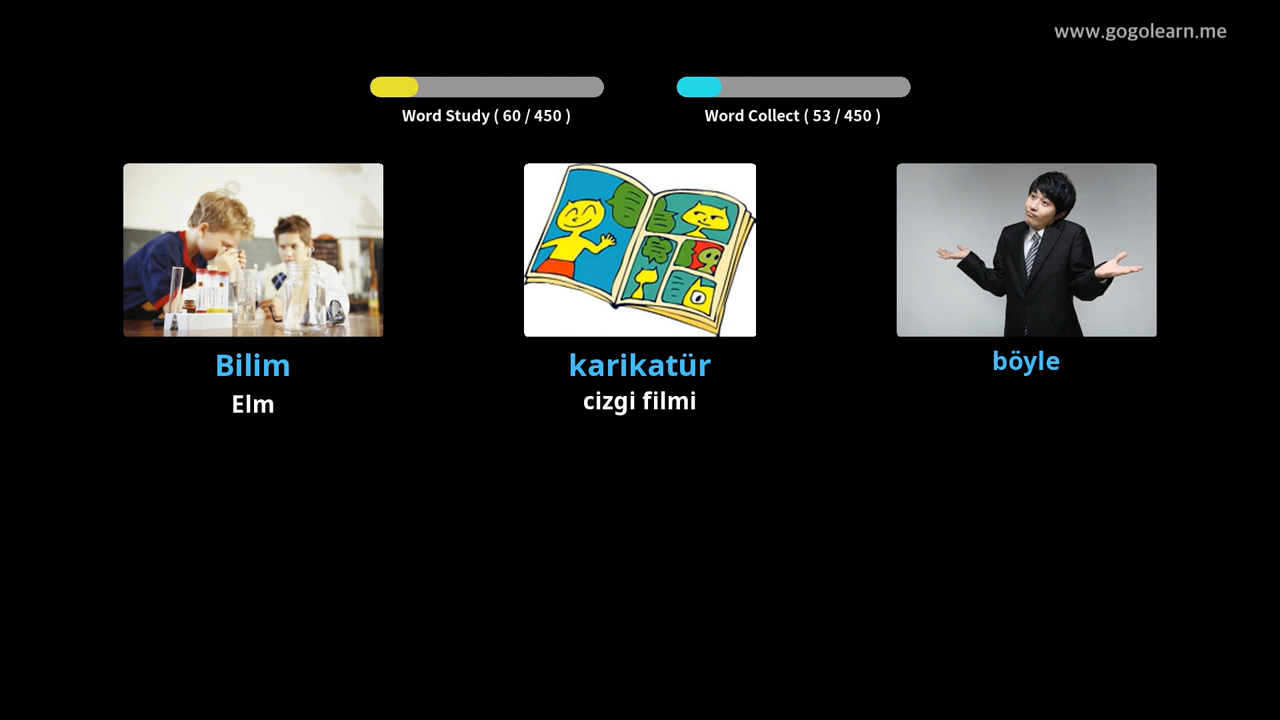 www.gogolearn.me
Word Study ( 60 / 450 )
Word Collect ( 53 / 450 )
Bilim
Elm
karikatür
cizgi filmi
böyle